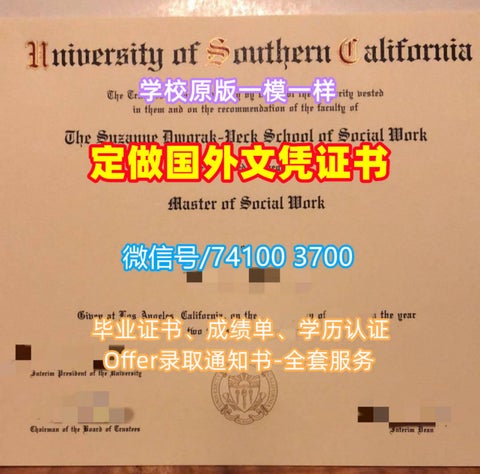 University of Southern California
学校原版一模一样
in them and on the recommendation of the faculty of
The Suzanne Dworak-Peck School of Social Work
定做国外文凭证书
Master of Social Work
微信号/74100 3700
Given at Los Angeles, California, on the
of
the year
two
毕业证书、成绩单、学历认证
Offer录取通知书-全套服务
Interim President of the University
Chairman of the Board of Trustees
Interim Dean